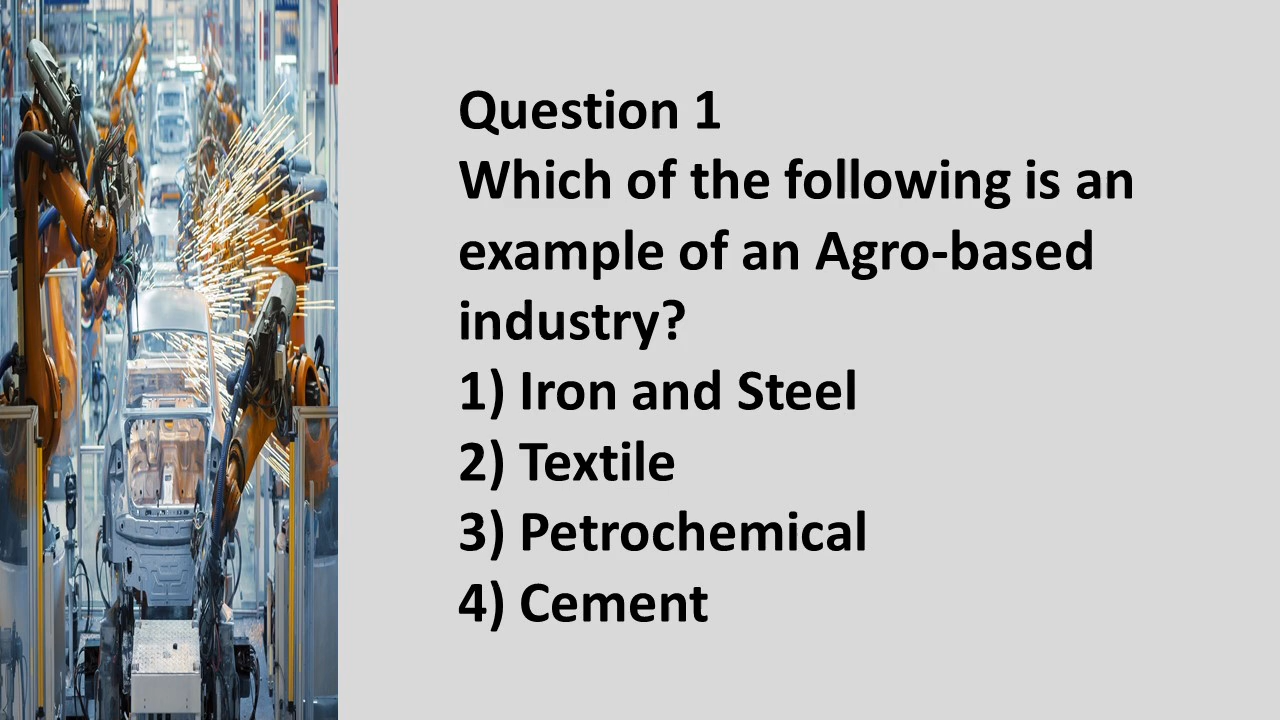 Question 1
Which of the following is an
example of an Agro-based
industry?
1) Iron and Steel
2) Textile
3) Petrochemical
4) Cement